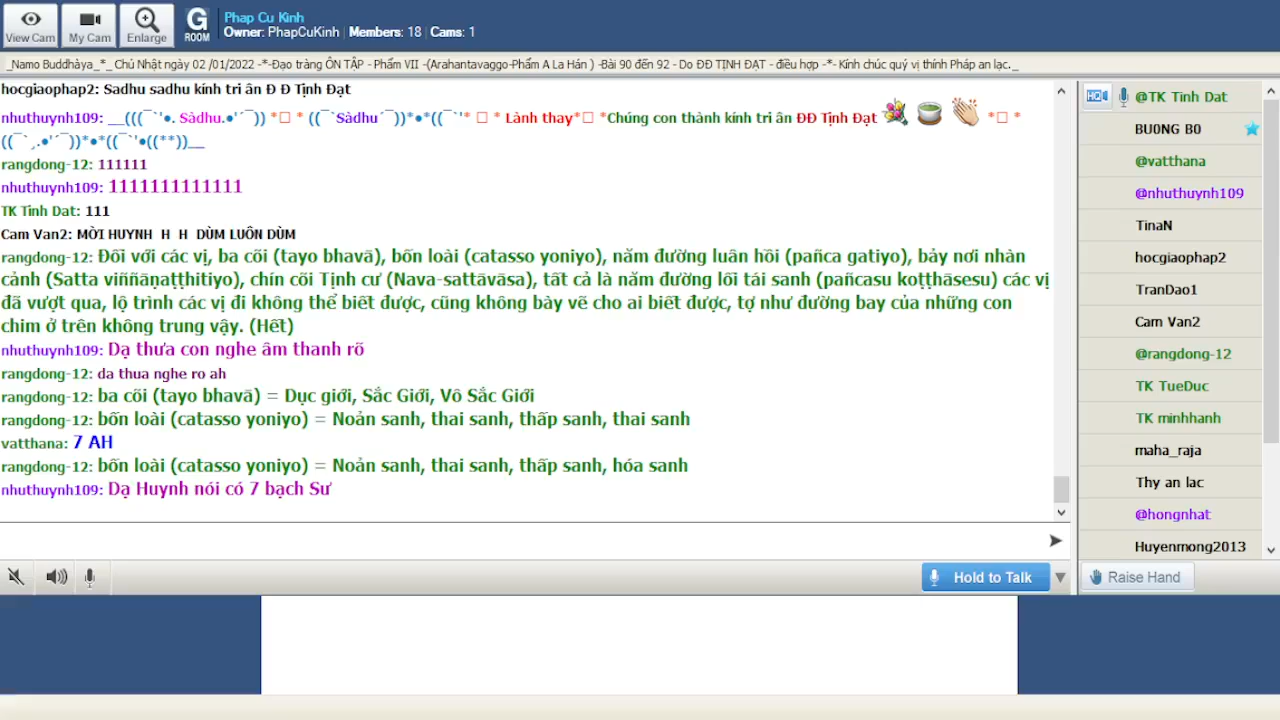 View Cam
My Cam
Enlarge
G
ROOM
Phap Cu Kinh
Owner: PhapCuKinh | Members: 18 | Cams: 1
_Namo Buddhàya_*_ Chủ Nhật ngày 02 /01/2022 -*-Đạo tràng ÔN TẬP - Phẩm VII -(Arahantavaggo-Phẩm A La Hán ) -Bài 90 đến 92 - Do ĐĐ TỊNH ĐẠT - điều hợp -*- Kính chúc quý vị thính Pháp an lạc._
hocgiaophap2: Sadhu sadhu kính tri ân Đ Đ Tịnh Đạt
nhuthuynh109: __(((¯`'●. Sàdhu.●'´¯)) *□ * ((¯`Sàdhu´¯))*●*((¯`'* □ * Lành thay*□ *Chúng con thành kính tri ân ĐĐ Tịnh Đạt *□ *
((¯`¸.●'´¯))*●*((¯`'●((**))__
rangdong-12: 111111
nhuthuynh109: 1111111111111
TK Tinh Dat: 111
Cam Van2: MỜI HUYNH H H DÙM LUÔN DÙM
rangdong-12: Đối với các vị, ba cõi (tayo bhavā), bốn loài (catasso yoniyo), năm đường luân hồi (pañca gatiyo), bảy nơi nhàn
cảnh (Satta viññāṇaṭṭhitiyo), chín cõi Tịnh cư (Nava-sattāvāsa), tất cả là năm đường lối tái sanh (pañcasu koṭṭhāsesu) các vị
đã vượt qua, lộ trình các vị đi không thể biết được, cũng không bày vẽ cho ai biết được, tợ như đường bay của những con
chim ở trên không trung vậy. (Hết)
nhuthuynh109: Dạ thưa con nghe âm thanh rõ
rangdong-12: da thua nghe ro ah
rangdong-12: ba cõi (tayo bhavā) = Dục giới, Sắc Giới, Vô Sắc Giới
rangdong-12: bốn loài (catasso yoniyo) = Noản sanh, thai sanh, thấp sanh, thai sanh
vatthana: 7 AH
rangdong-12: bốn loài (catasso yoniyo) = Noản sanh, thai sanh, thấp sanh, hóa sanh
nhuthuynh109: Dạ Huynh nói có 7 bạch Sư
Hold to Talk
HQ
@TK Tinh Dat
BU0NG B0
@vatthana
@nhuthuynh109
TinaN
hocgiaophap2
TranDao1
Cam Van2
@rangdong-12
TK TueDuc
TK minhhanh
maha_raja
Thy an lac
@hongnhat
Huyenmong2013
Raise Hand